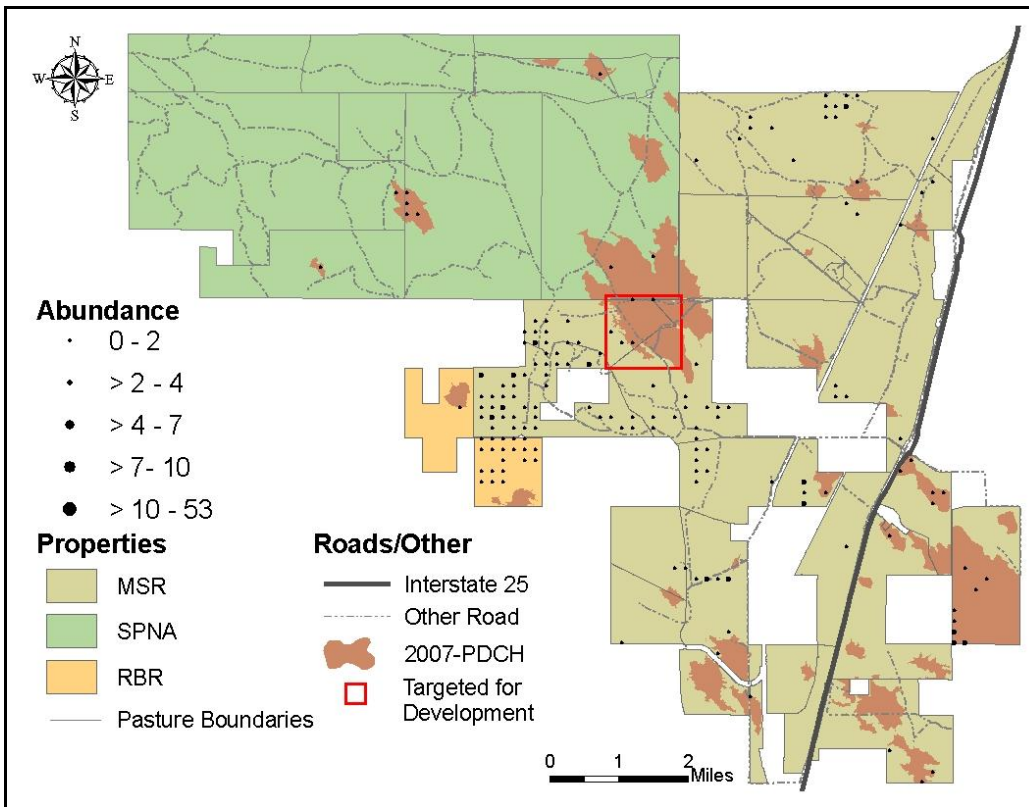 N
W E
S
Abundance
0 - 2
> 2 - 4
> 4 - 7
> 7- 10
> 10 - 53
Properties
MSR
SPNA
RBR
Pasture Boundaries
Roads/Other
Interstate 25
Other Road
2007-PDCH
Targeted for
Development
0 1 2
Miles